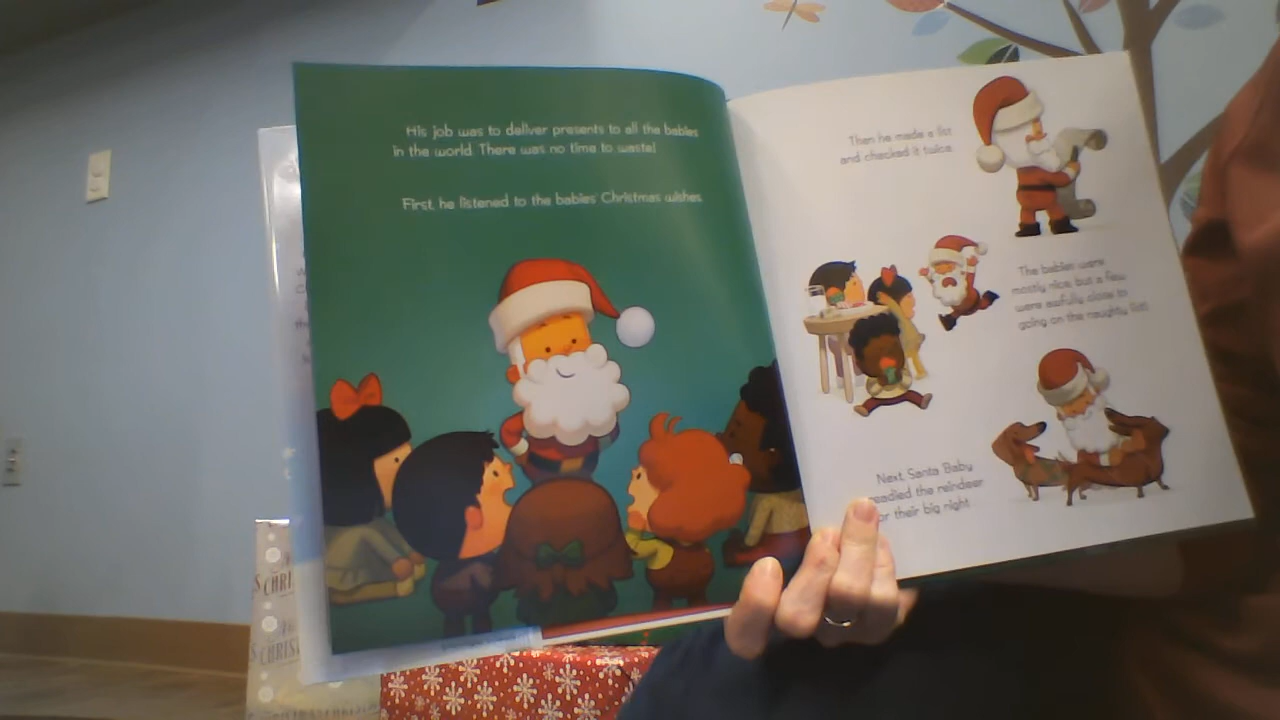 His job was to deliver presents to all the babies
in the world. There was no time to waste!
First, he listened to the babies' Christmas wishes.
Then he made a list
and checked it twice.
The babies were
mostly nice, but a few
were awfully close to
going on the naughty list!
Next, Santa Baby
readied the reindeer
for their big night.